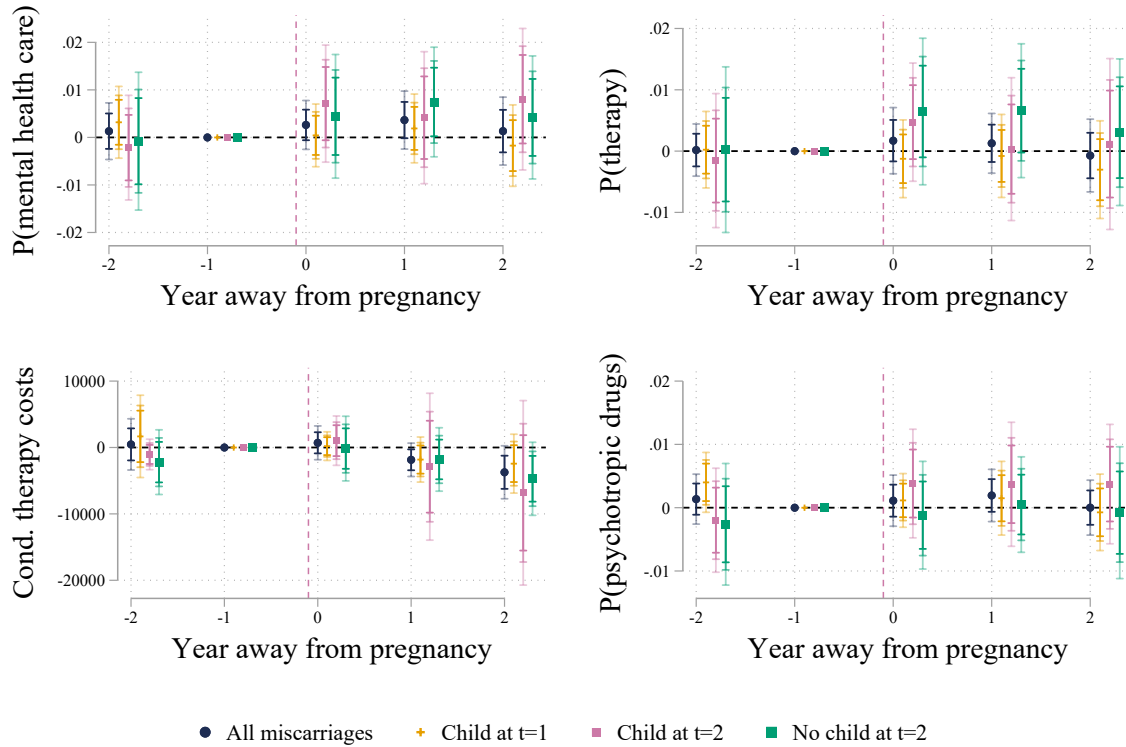 P(mental health care)
.02
.01
0
-.01
-.02
-2 -1 0 1 2
Year away from pregnancy
P(therapy)
.02
.01
0
-.01
-2 -1 0 1 2
Year away from pregnancy
Cond. therapy costs
10000
0
-10000
-20000
-2 -1 0 1 2
Year away from pregnancy
P(psychotropic drugs)
.02
.01
0
-.01
-2 -1 0 1 2
Year away from pregnancy
All miscarriages Child at t=1 Child at t=2 No child at t=2